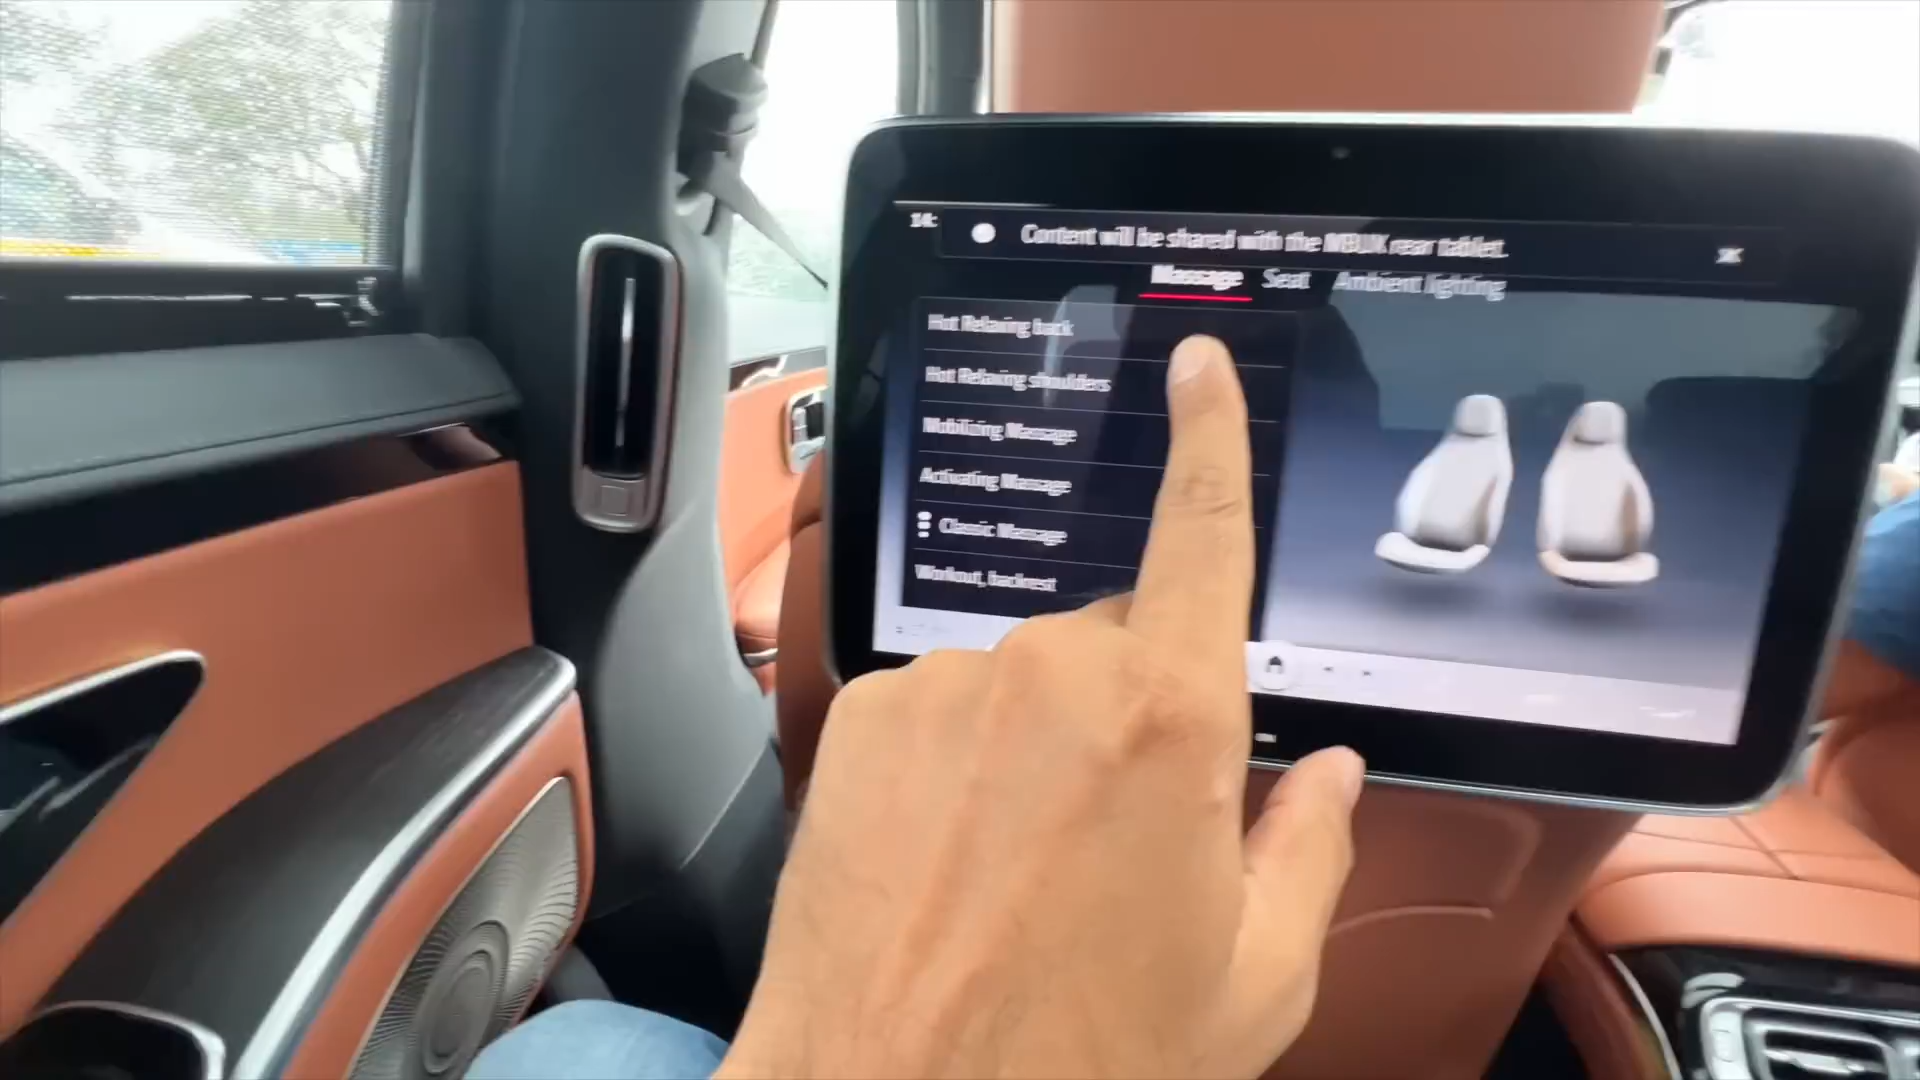 14:
Content will be shared with the MBUX rear tablet.
Massage Seat Ambient lighting
Hot Relaxing back
Hot Relaxing shoulders
Mobilizing Massage
Activating Massage
Classic Massage
Workout, backrest